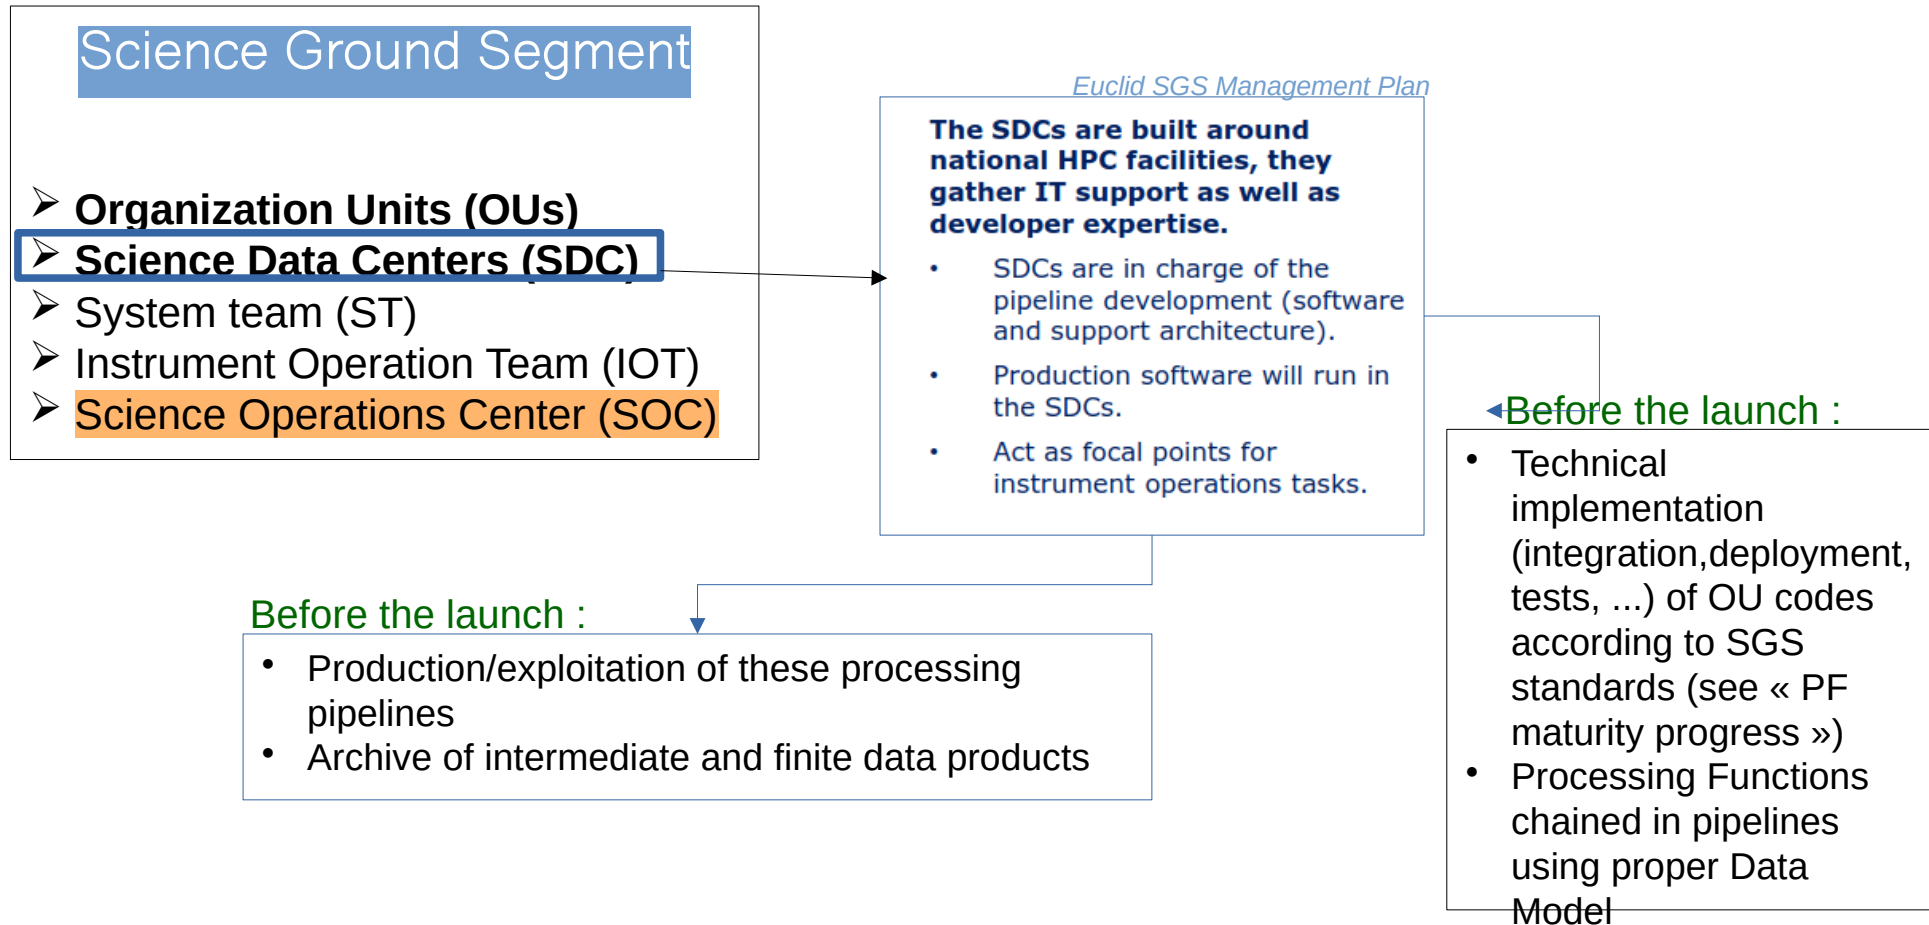 Science Ground Segment
➢ Organization Units (OUs)
➢ Science Data Centers (SDC)
➢ System team (ST)
➢ Instrument Operation Team (IOT)
➢ Science Operations Center (SOC)
Euclid SGS Management Plan
The SDCs are built around
national HPC facilities, they
gather IT support as well as
developer expertise.
• SDCs are in charge of the
pipeline development (software
and support architecture).
• Production software will run in
the SDCs.
• Act as focal points for
instrument operations tasks.
Before the launch :
• Technical
implementation
(integration,deployment,
tests, ...) of OU codes
according to SGS
standards (see « PF
maturity progress »)
• Processing Functions
chained in pipelines
using proper Data
Model
Before the launch :
• Production/exploitation of these processing
pipelines
• Archive of intermediate and finite data products